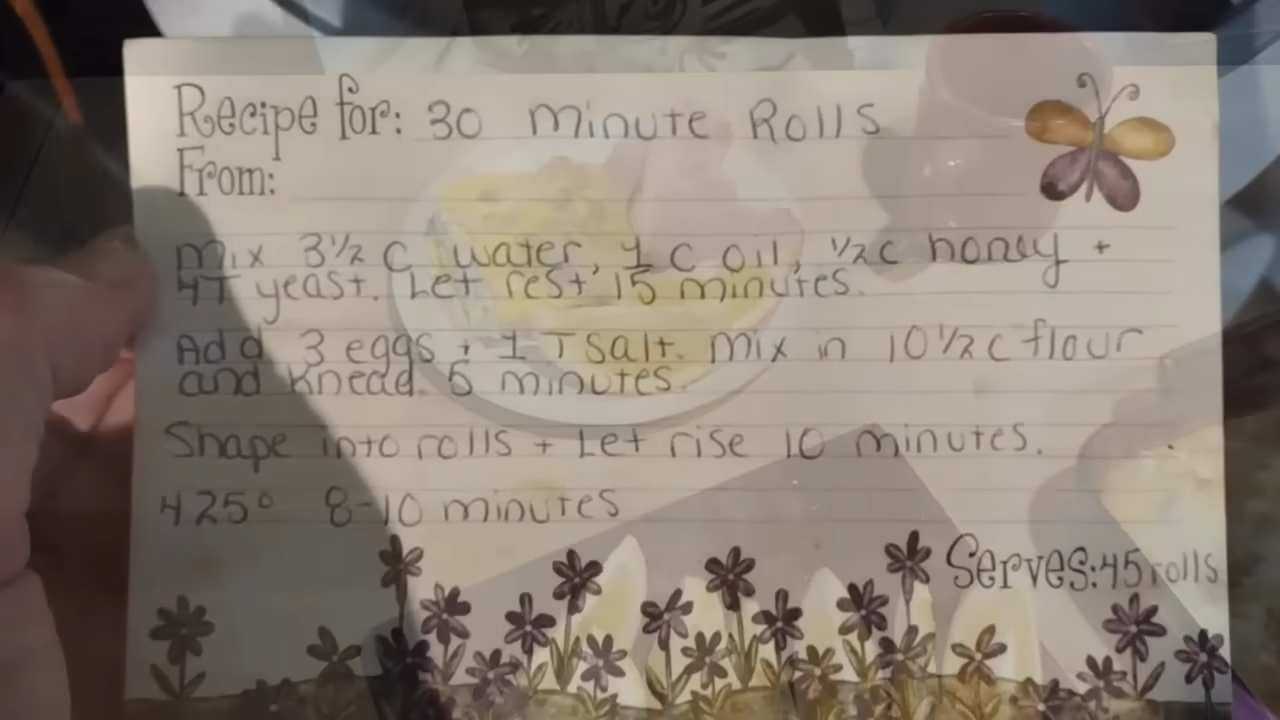 Recipe for: 30 minute Rolls
From:
mix 3½ c water, 1 c oil, ½ c honey +
4T yeast. Let rest 15 minutes.
Add 3 eggs + 1 T salt. mix in 10 ½ c flour
and knead 5 minutes.
Shape into rolls + Let rise 10 minutes.
425° 8-10 minutes
Serves: 45 rolls